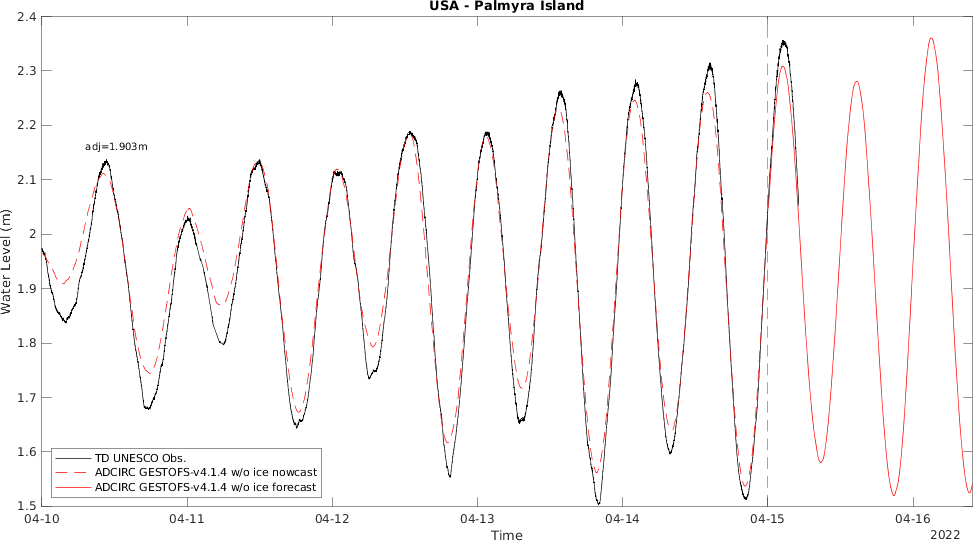 USA - Palmyra Island
2.4
2.3
2.2
2.1
2
1.9
1.8
1.7
1.6
1.5
Water Level (m)
adj=1.903m
TD UNESCO Obs.
ADCIRC GESTOFS-v4.1.4 w/o ice nowcast
ADCIRC GESTOFS-v4.1.4 w/o ice forecast
04-10 04-11 04-12 04-13 04-14 04-15 04-16
Time
2022